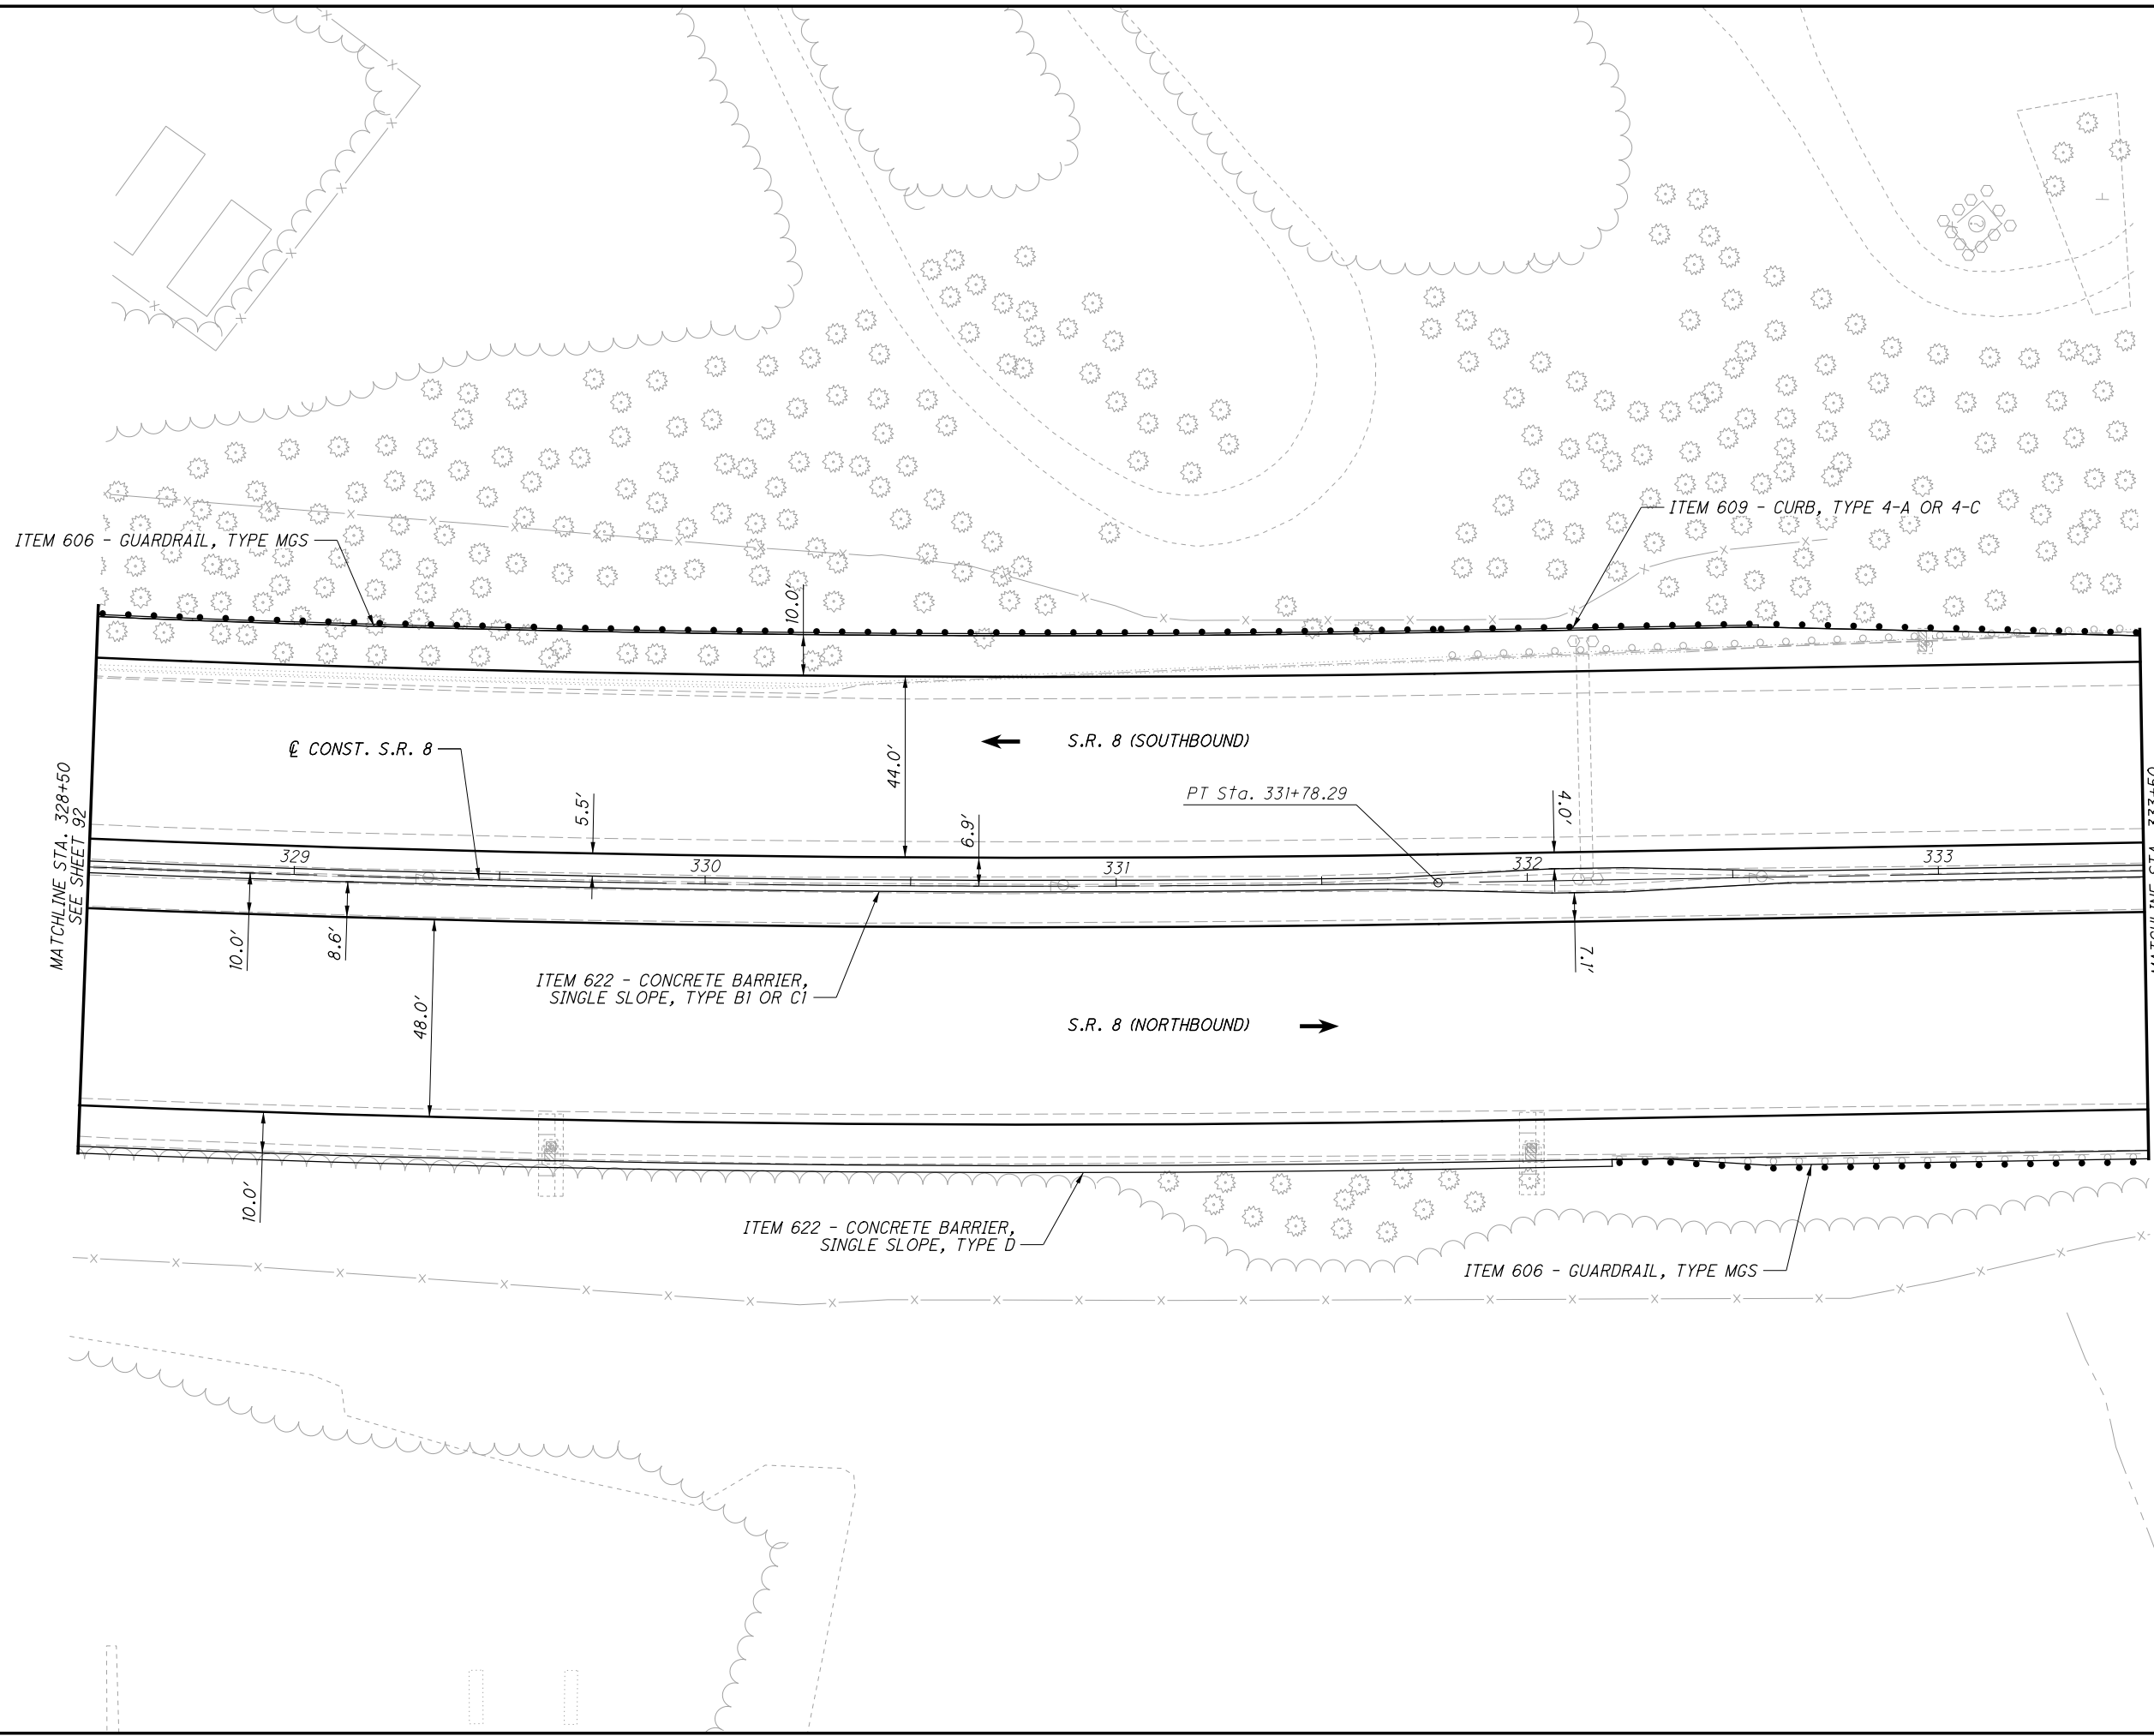 ITEM 609 - CURB, TYPE 4-A OR 4-C
ITEM 606 - GUARDRAIL, TYPE MGS
10.0'
℄ CONST. S.R. 8
S.R. 8 (SOUTHBOUND)
44.0'
PT Sta. 331+78.29
5.5'
6.9'
4.0'
MATCHLINE STA. 328+50
SEE SHEET 92
329
330
331
332
333
MATCHLINE STA. 333+50
10.0'
8.6'
7.1'
ITEM 622 - CONCRETE BARRIER,
SINGLE SLOPE, TYPE B1 OR C1
48.0'
S.R. 8 (NORTHBOUND)
10.0'
ITEM 622 - CONCRETE BARRIER,
SINGLE SLOPE, TYPE D
ITEM 606 - GUARDRAIL, TYPE MGS